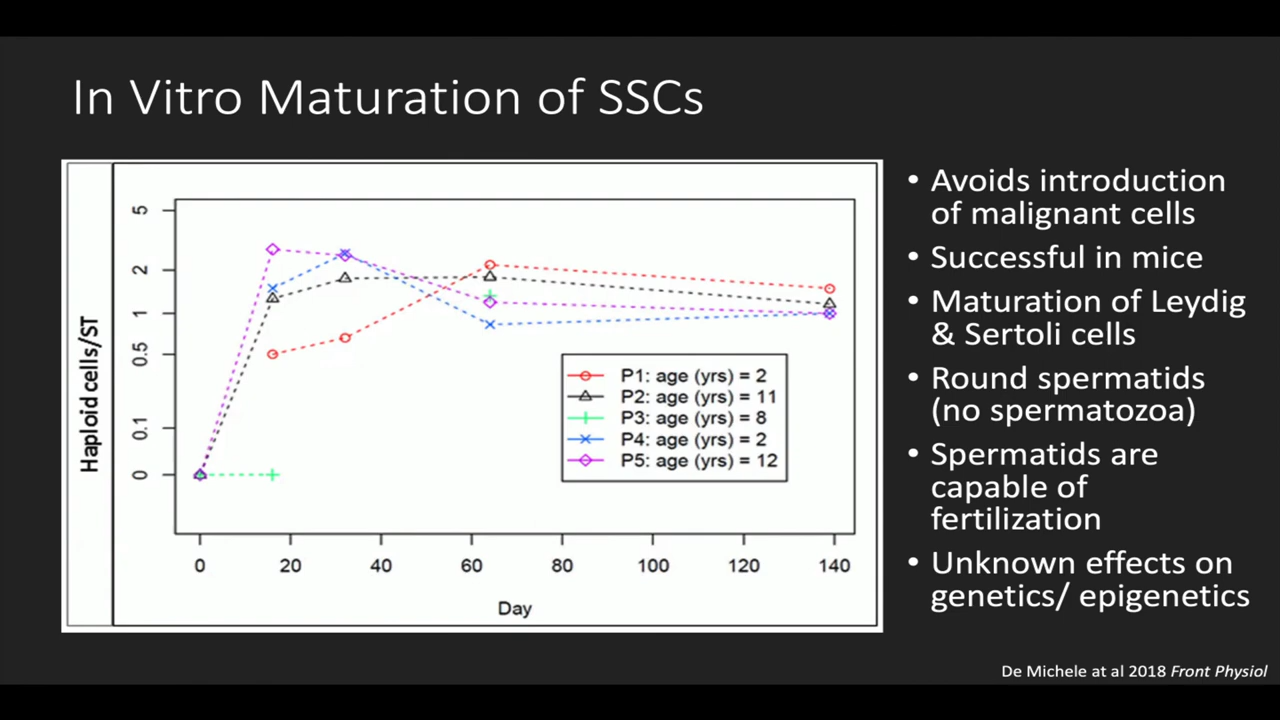 In Vitro Maturation of SSCs
Haploid cells/ST
5
2
1
0.5
0.1
0
P1: age (yrs) = 2
P2: age (yrs) = 11
P3: age (yrs) = 8
P4: age (yrs) = 2
P5: age (yrs) = 12
0 20 40 60 80 100 120 140
Day
• Avoids introduction
of malignant cells
• Successful in mice
• Maturation of Leydig
& Sertoli cells
• Round spermatids
(no spermatozoa)
• Spermatids are
capable of
fertilization
• Unknown effects on
genetics/ epigenetics
De Michele at al 2018 Front Physiol